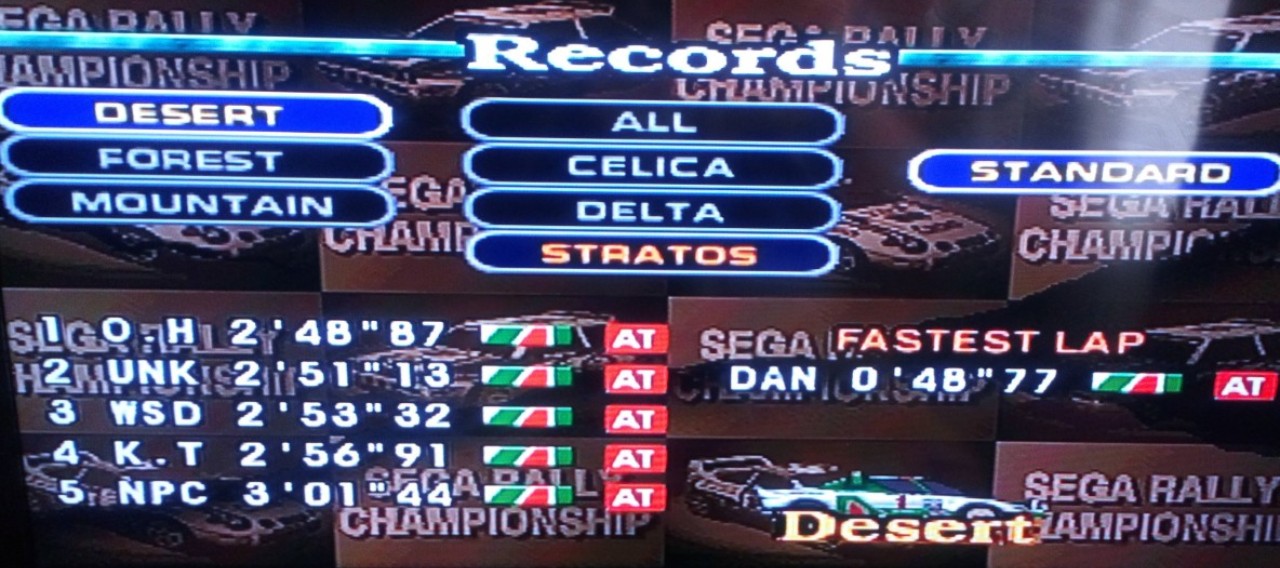 Records
DESERT
FOREST
MOUNTAIN
ALL
CELICA
DELTA
STRATOS
STANDARD
1 O.H 2'48"87 AT
2 UNK 2'51"13 AT
3 WSD 2'53"32 AT
4 K.T 2'56"91 AT
5 NPC 3'01"44 AT
FASTEST LAP
DAN 0'48"77 AT
Desert
SEGA RALLY
CHAMPIONSHIP